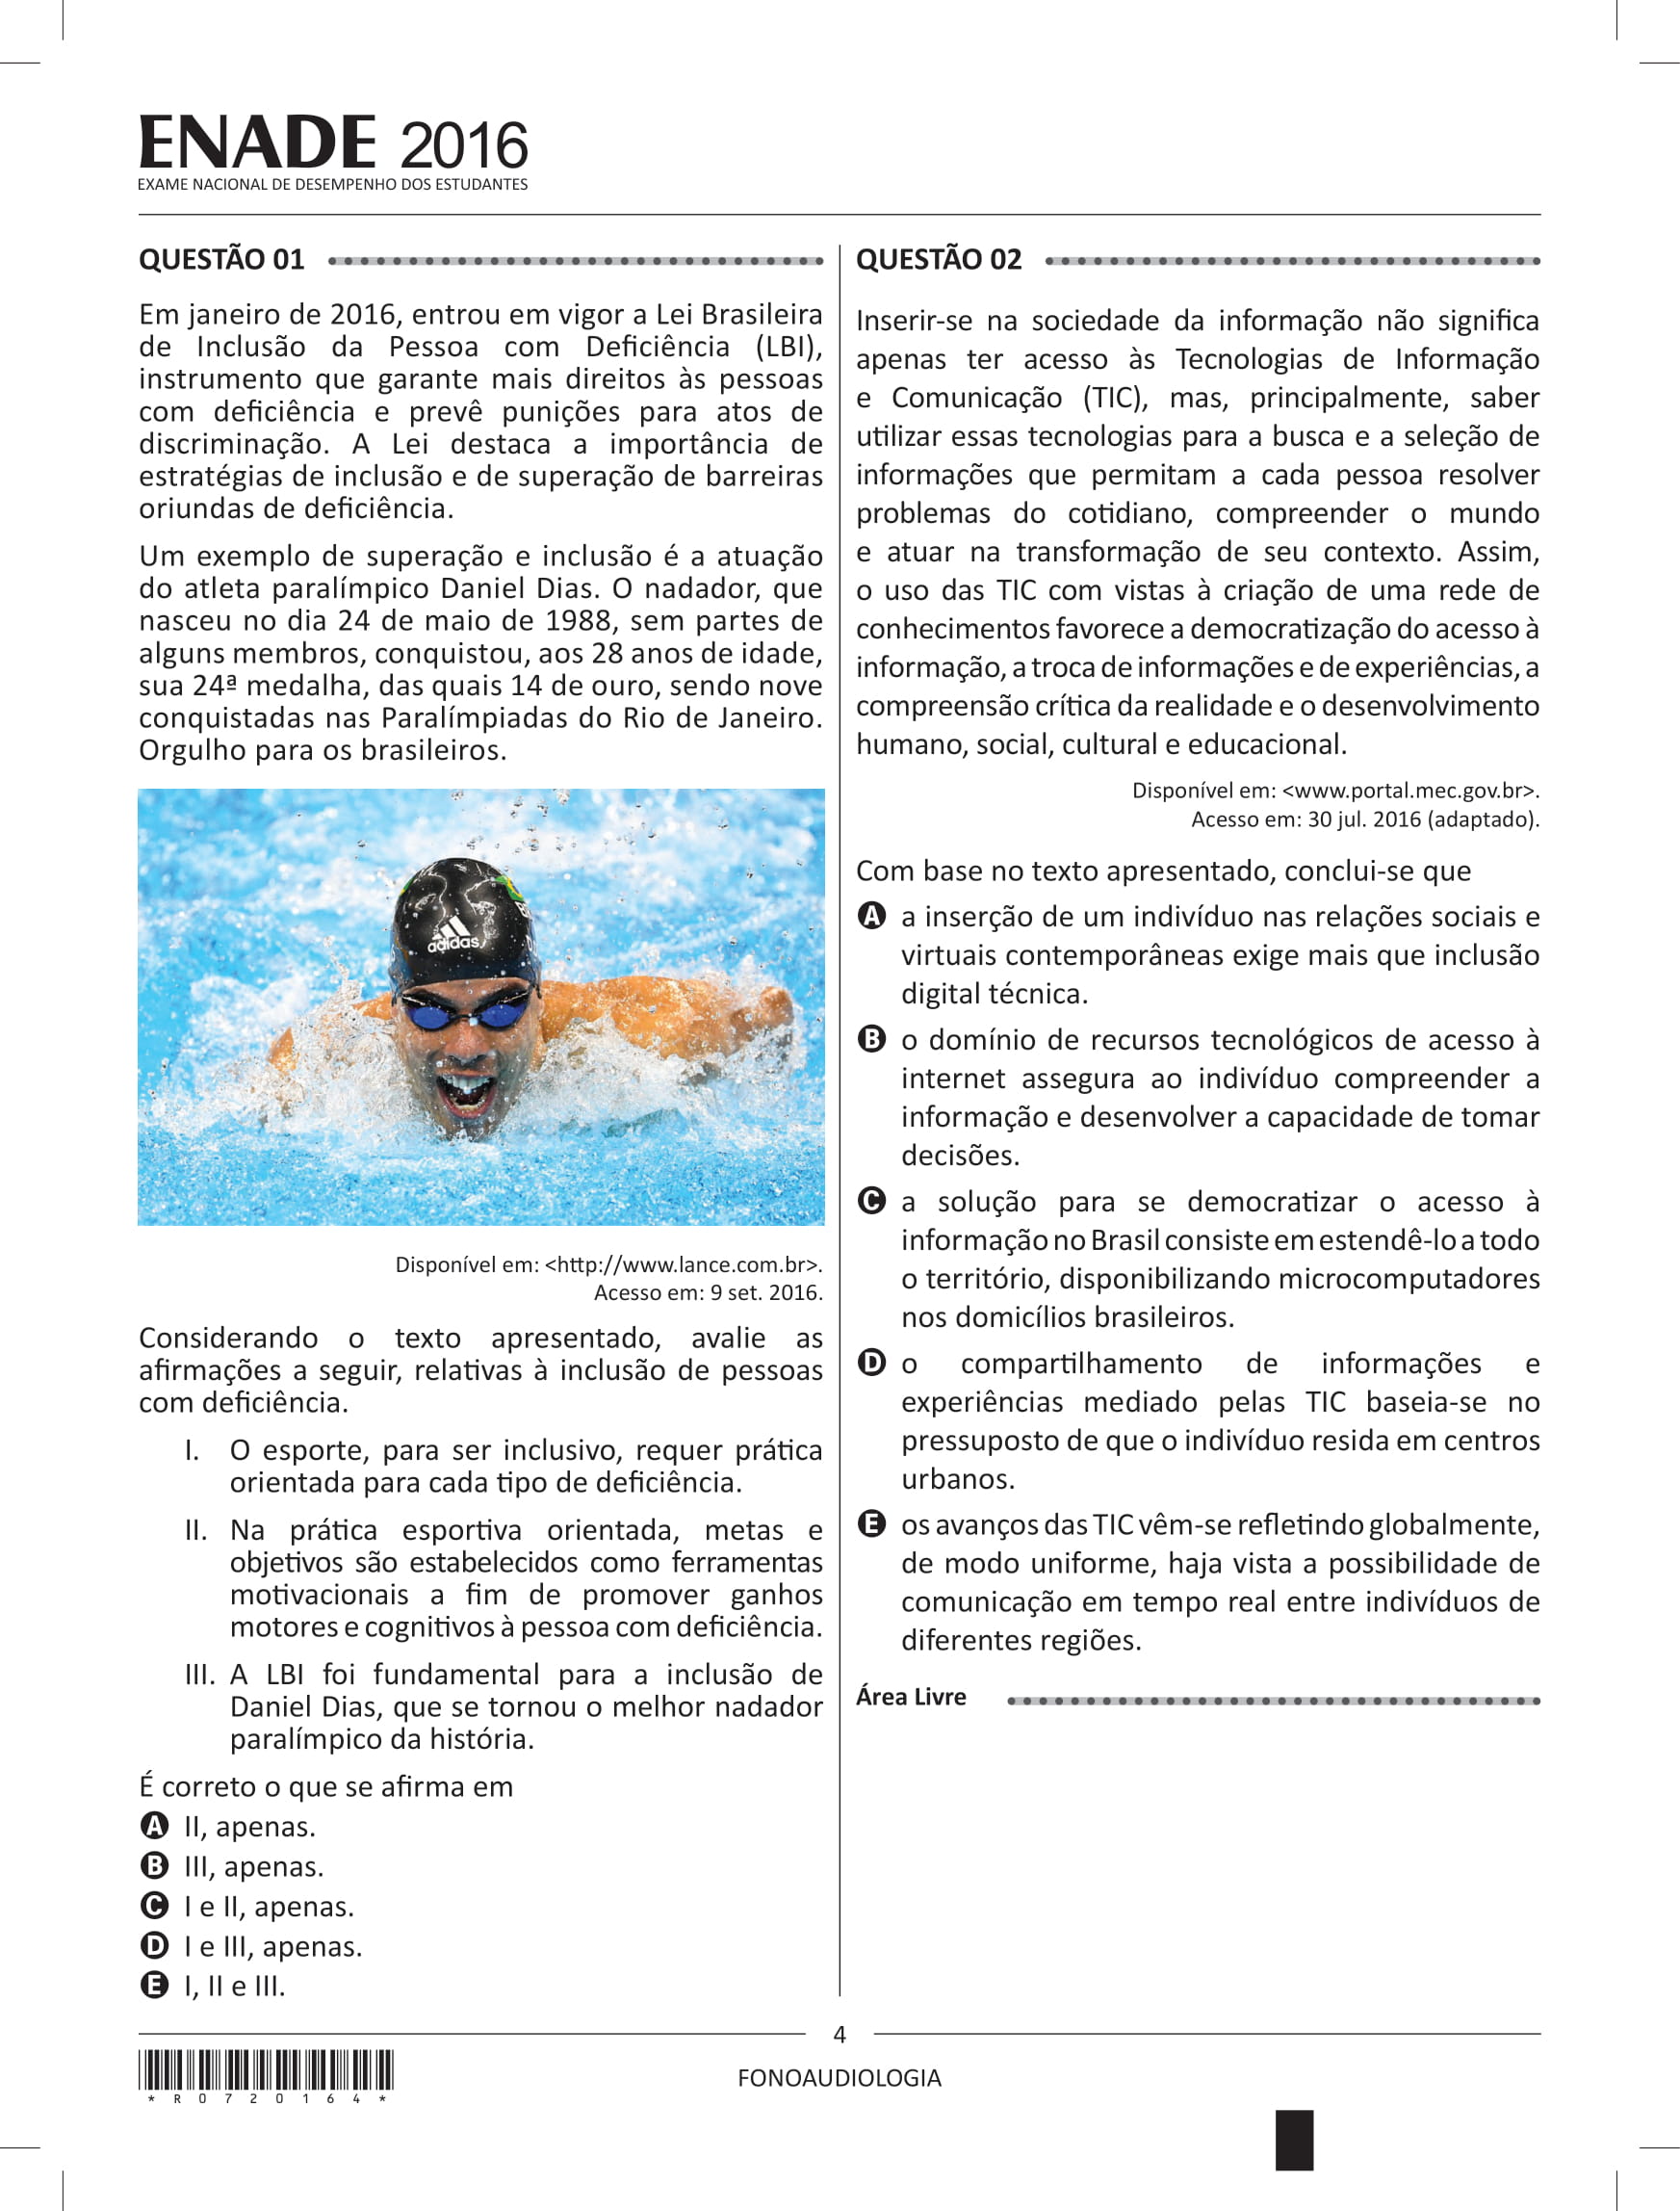 ENADE 2016
EXAME NACIONAL DE DESEMPENHO DOS ESTUDANTES
QUESTÃO 01
Em janeiro de 2016, entrou em vigor a Lei Brasileira
de Inclusão da Pessoa com Deficiência (LBI),
instrumento que garante mais direitos às pessoas
com deficiência e prevê punições para atos de
discriminação. A Lei destaca a importância de
estratégias de inclusão e de superação de barreiras
oriundas de deficiência.
Um exemplo de superação e inclusão é a atuação
do atleta paralímpico Daniel Dias. O nadador, que
nasceu no dia 24 de maio de 1988, sem partes de
alguns membros, conquistou, aos 28 anos de idade,
sua 24ª medalha, das quais 14 de ouro, sendo nove
conquistadas nas Paralímpiadas do Rio de Janeiro.
Orgulho para os brasileiros.
adidas
Disponível em: <http://www.lance.com.br>.
Acesso em: 9 set. 2016.
Considerando o texto apresentado, avalie as
afirmações a seguir, relativas à inclusão de pessoas
com deficiência.
I. O esporte, para ser inclusivo, requer prática
orientada para cada tipo de deficiência.
II. Na prática esportiva orientada, metas e
objetivos são estabelecidos como ferramentas
motivacionais a fim de promover ganhos
motores e cognitivos à pessoa com deficiência.
III. A LBI foi fundamental para a inclusão de
Daniel Dias, que se tornou o melhor nadador
paralímpico da história.
É correto o que se afirma em
A II, apenas.
B III, apenas.
C I e II, apenas.
D I e III, apenas.
E I, II e III.
QUESTÃO 02
Inserir-se na sociedade da informação não significa
apenas ter acesso às Tecnologias de Informação
e Comunicação (TIC), mas, principalmente, saber
utilizar essas tecnologias para a busca e a seleção de
informações que permitam a cada pessoa resolver
problemas do cotidiano, compreender o mundo
e atuar na transformação de seu contexto. Assim,
o uso das TIC com vistas à criação de uma rede de
conhecimentos favorece a democratização do acesso à
informação, a troca de informações e de experiências, a
compreensão crítica da realidade e o desenvolvimento
humano, social, cultural e educacional.
Disponível em: <www.portal.mec.gov.br>.
Acesso em: 30 jul. 2016 (adaptado).
Com base no texto apresentado, conclui-se que
A a inserção de um indivíduo nas relações sociais e
virtuais contemporâneas exige mais que inclusão
digital técnica.
B o domínio de recursos tecnológicos de acesso à
internet assegura ao indivíduo compreender a
informação e desenvolver a capacidade de tomar
decisões.
C a solução para se democratizar o acesso à
informação no Brasil consiste em estendê-lo a todo
o território, disponibilizando microcomputadores
nos domicílios brasileiros.
D o compartilhamento de informações e
experiências mediado pelas TIC baseia-se no
pressuposto de que o indivíduo resida em centros
urbanos.
E os avanços das TIC vêm-se refletindo globalmente,
de modo uniforme, haja vista a possibilidade de
comunicação em tempo real entre indivíduos de
diferentes regiões.
Área Livre
4
FONOAUDIOLOGIA
* R 0 7 2 0 1 6 4 *